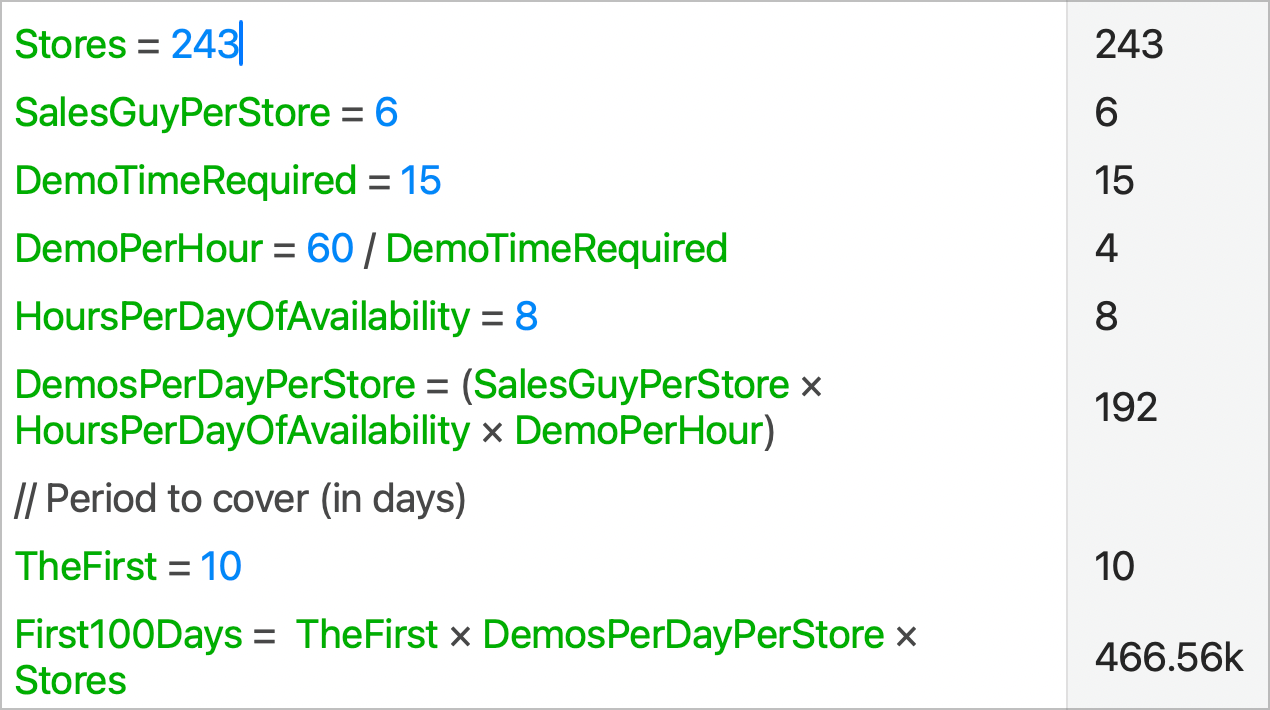 Stores = 243 243
SalesGuyPerStore = 6 6
DemoTimeRequired = 15 15
DemoPerHour = 60 / DemoTimeRequired 4
HoursPerDayOfAvailability = 8 8
DemosPerDayPerStore = (SalesGuyPerStore ×
HoursPerDayOfAvailability × DemoPerHour) 192
// Period to cover (in days)
TheFirst = 10 10
First100Days =  TheFirst × DemosPerDayPerStore ×
Stores 466.56k